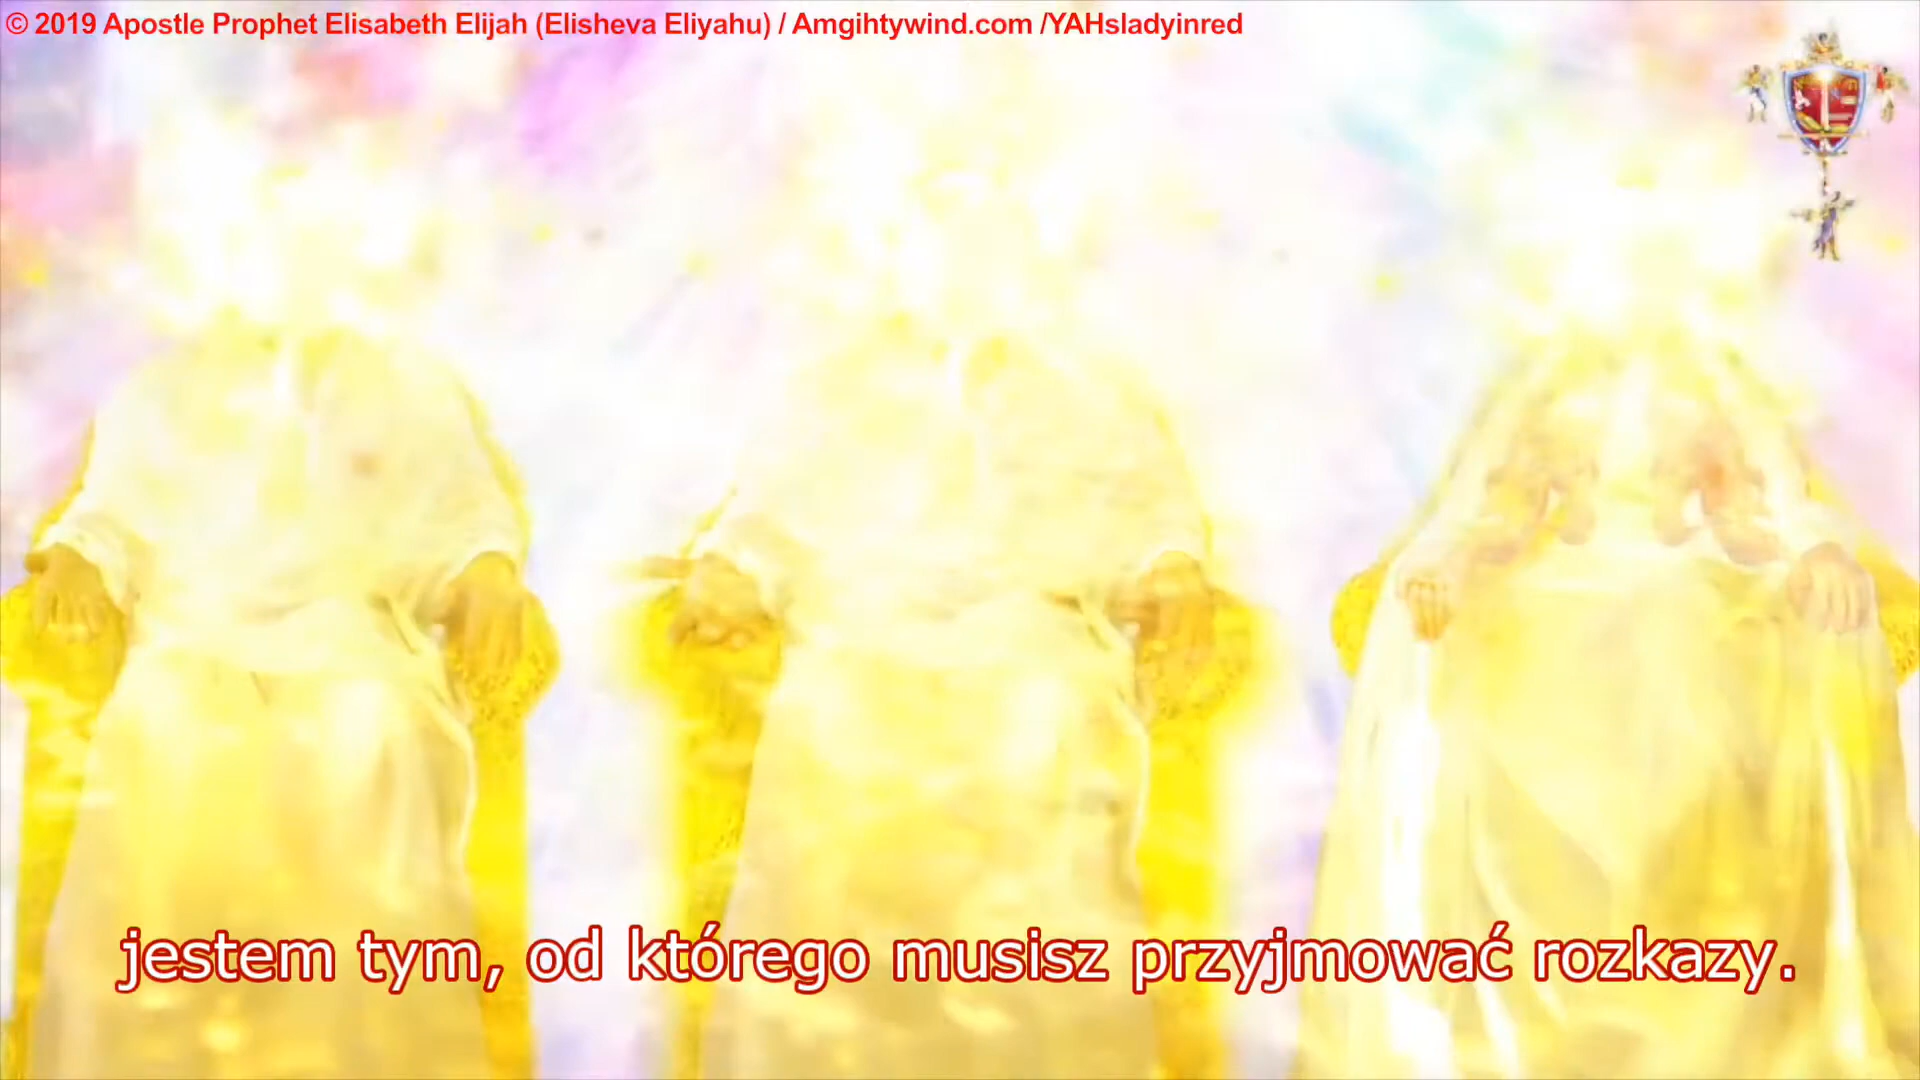 © 2019 Apostle Prophet Elisabeth Elijah (Elisheva Eliyahu) / Amgihtywind.com /YAHsladyinred
jestem tym, od którego musisz przyjmować rozkazy.